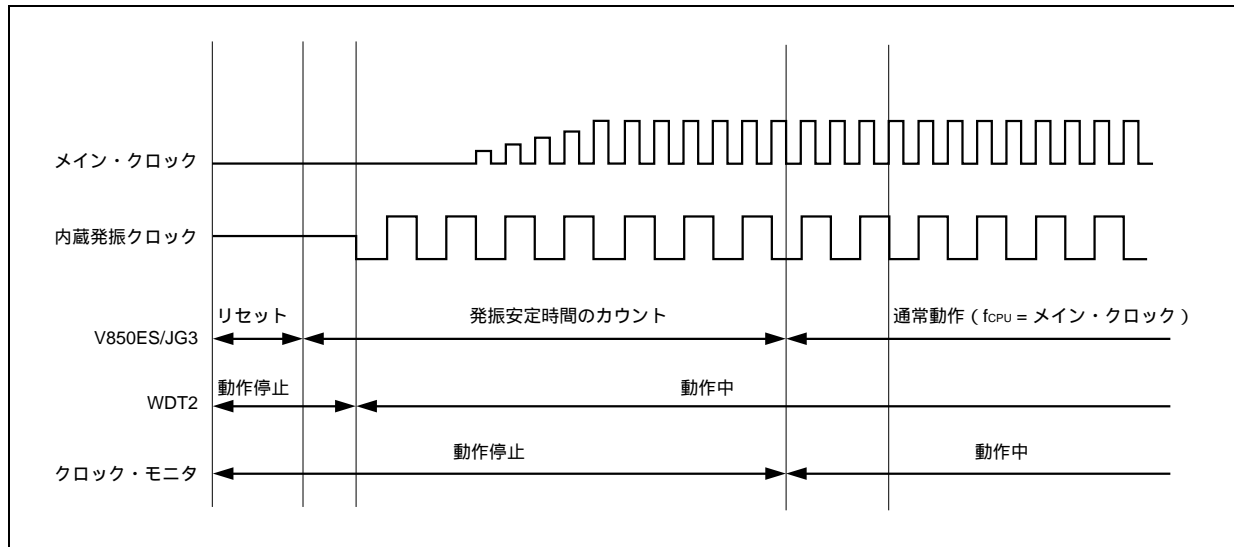 メイン・クロック
内蔵発振クロック
リセット
発振安定時間のカウント
通常動作（fCPU = メイン・クロック）
V850ES/JG3
動作停止
動作中
WDT2
動作停止
動作中
クロック・モニタ